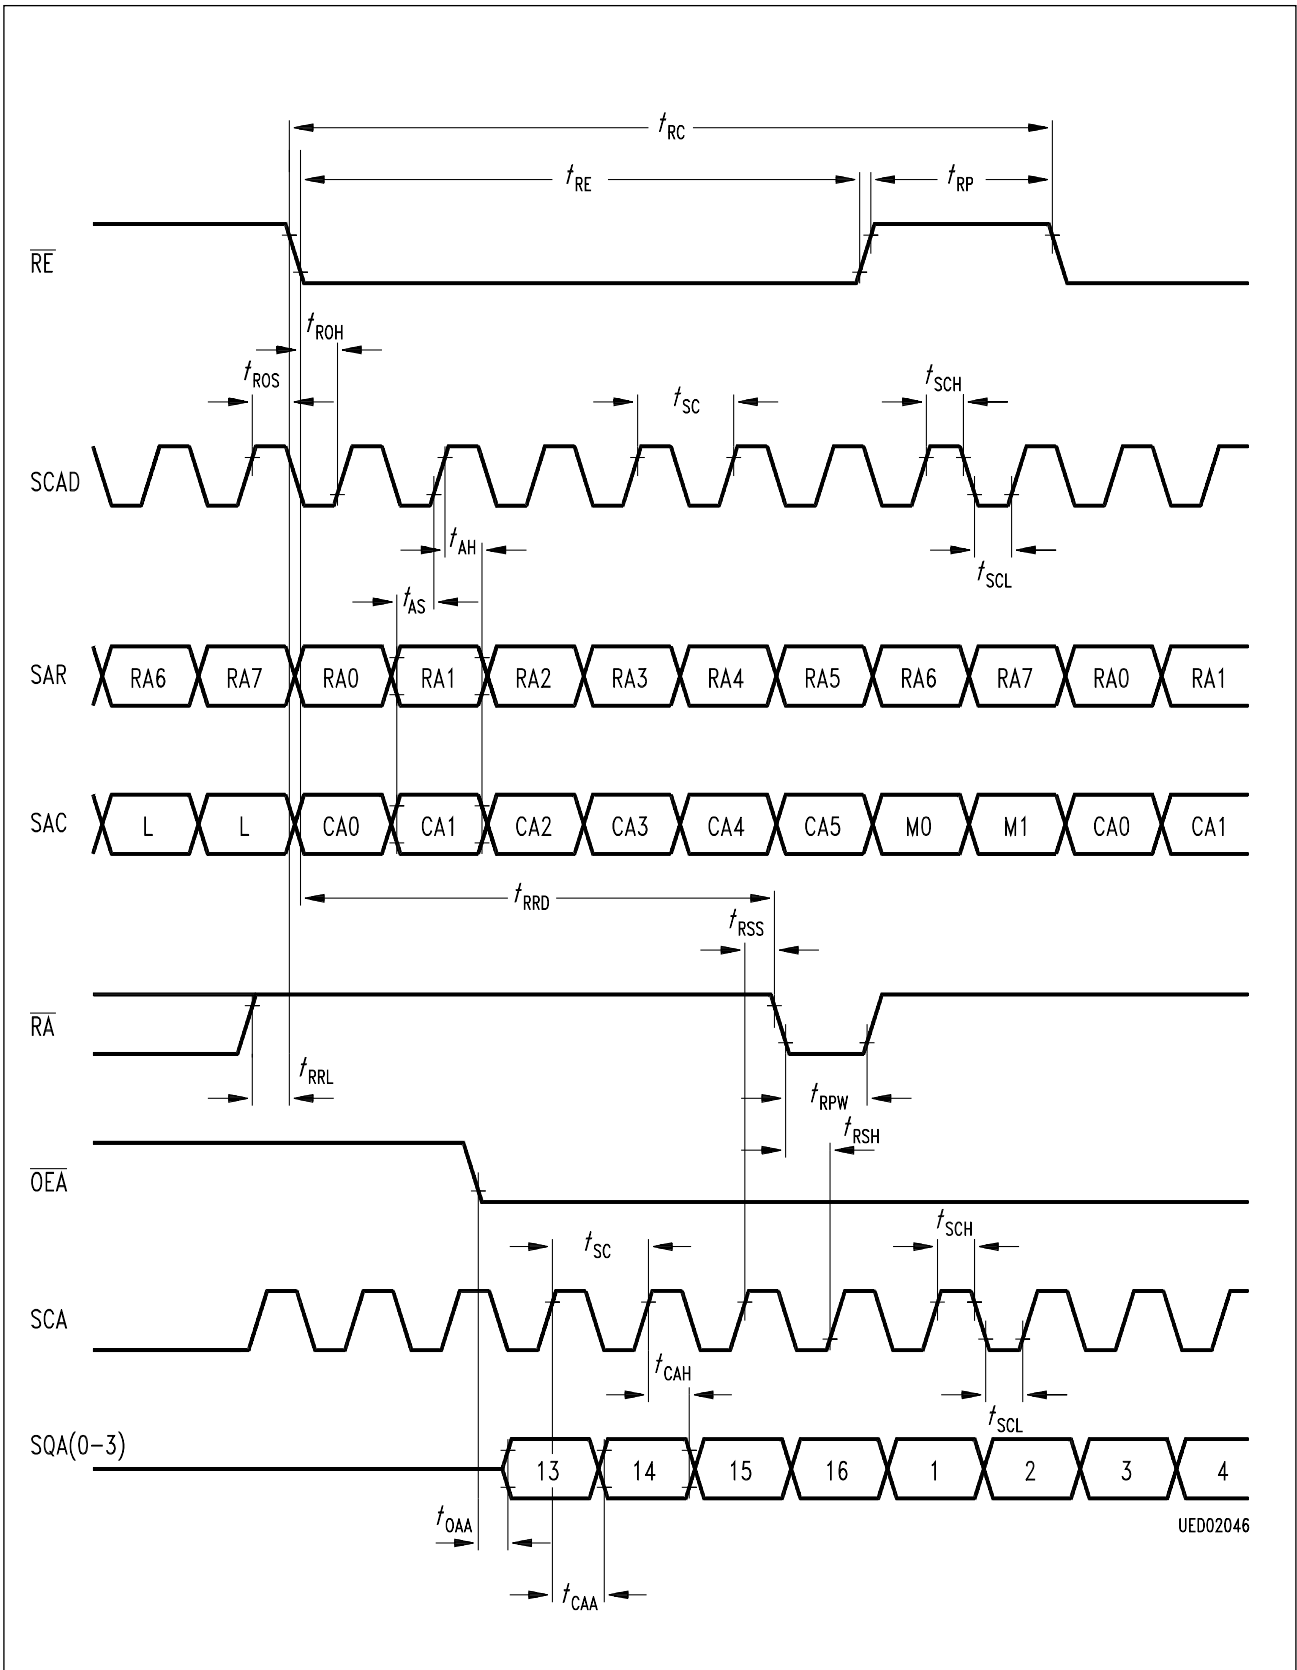 tRC
tRE
tRP
RE
tROH
tROS
tSC
tSCH
SCAD
tAH
tSCL
tAS
SAR RA6 RA7 RA0 RA1 RA2 RA3 RA4 RA5 RA6 RA7 RA0 RA1
SAC L L CA0 CA1 CA2 CA3 CA4 CA5 M0 M1 CA0 CA1
tRRD
tRSS
RA
tRRL
tRPW
tRSH
OEA
tSC
tSCH
SCA
tCAH
tSCL
SQA(0-3) 13 14 15 16 1 2 3 4
tOAA
UED02046
tCAA